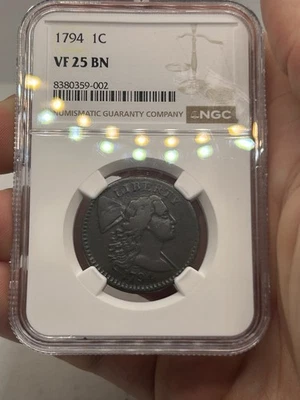 1794 1C
VF 25 BN
8380359-002
NUMISMATIC GUARANTY COMPANY NGC
LIBERTY